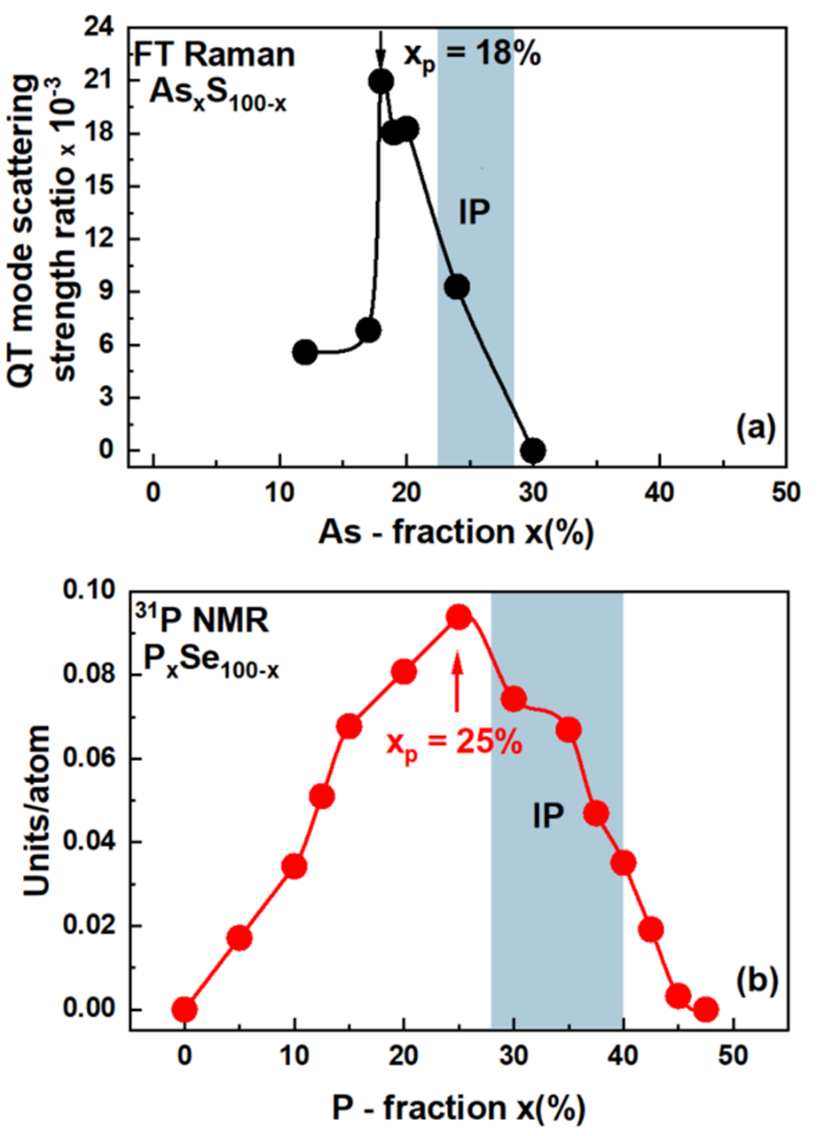 FT Raman
AsₓS₁₀₀₋ₓ
xₚ = 18%
IP
(a)
QT mode scattering
strength ratio x 10⁻³
24
21
18
15
12
9
6
3
0
0 10 20 30 40 50
As - fraction x(%)
³¹P NMR
PₓSe₁₀₀₋ₓ
xₚ = 25%
IP
(b)
Units/atom
0.10
0.08
0.06
0.04
0.02
0.00
0 10 20 30 40 50
P - fraction x(%)